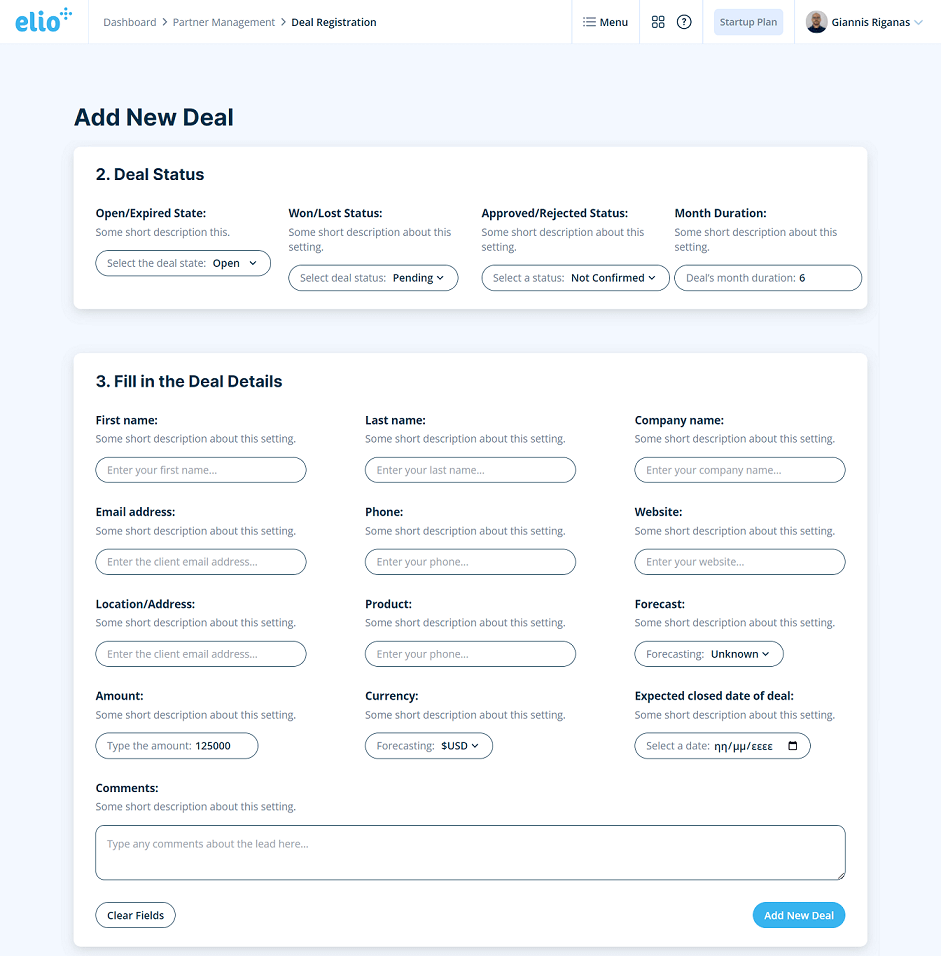 elio
Dashboard > Partner Management > Deal Registration
Menu
?
Startup Plan
Giannis Riganas
Add New Deal
2. Deal Status
Open/Expired State:
Some short description this.
Select the deal state: Open
Won/Lost Status:
Some short description about this
setting.
Select deal status: Pending
Approved/Rejected Status:
Some short description about this
setting.
Select a status: Not Confirmed
Month Duration:
Some short description about this
setting.
Deal's month duration: 6
3. Fill in the Deal Details
First name:
Some short description about this setting.
Enter your first name...
Last name:
Some short description about this setting.
Enter your last name...
Company name:
Some short description about this setting.
Enter your company name...
Email address:
Some short description about this setting.
Enter the client email address...
Phone:
Some short description about this setting.
Enter your phone...
Website:
Some short description about this setting.
Enter your website...
Location/Address:
Some short description about this setting.
Enter the client email address...
Product:
Some short description about this setting.
Enter your phone...
Forecast:
Some short description about this setting.
Forecasting: Unknown
Amount:
Some short description about this setting.
Type the amount: 125000
Currency:
Some short description about this setting.
Forecasting: $USD
Expected closed date of deal:
Some short description about this setting.
Select a date: ηη/μμ/εεεε
Comments:
Some short description about this setting.
Type any comments about the lead here...
Clear Fields
Add New Deal